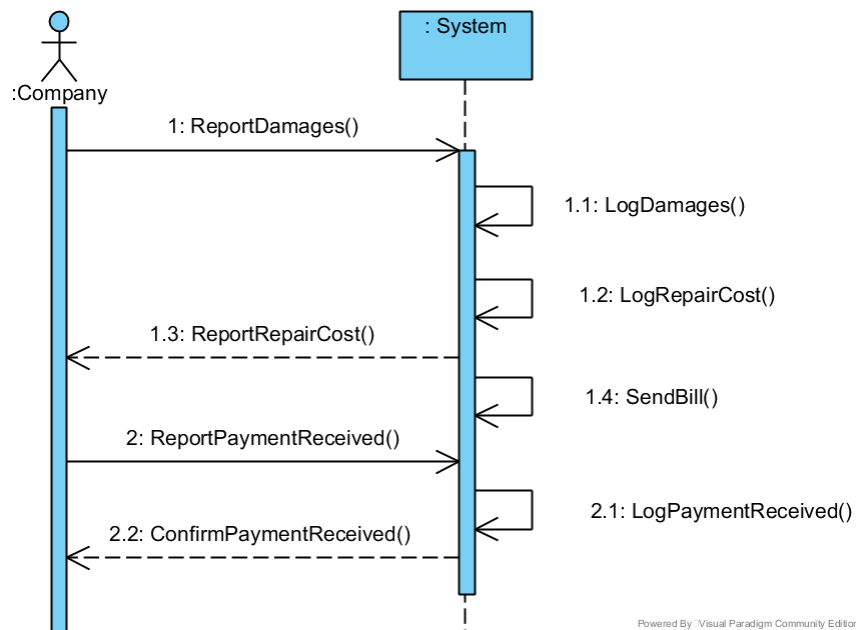 : System
:Company
1: ReportDamages()
1.1: LogDamages()
1.2: LogRepairCost()
1.3: ReportRepairCost()
1.4: SendBill()
2: ReportPaymentReceived()
2.1: LogPaymentReceived()
2.2: ConfirmPaymentReceived()
Powered By Visual Paradigm Community Edition